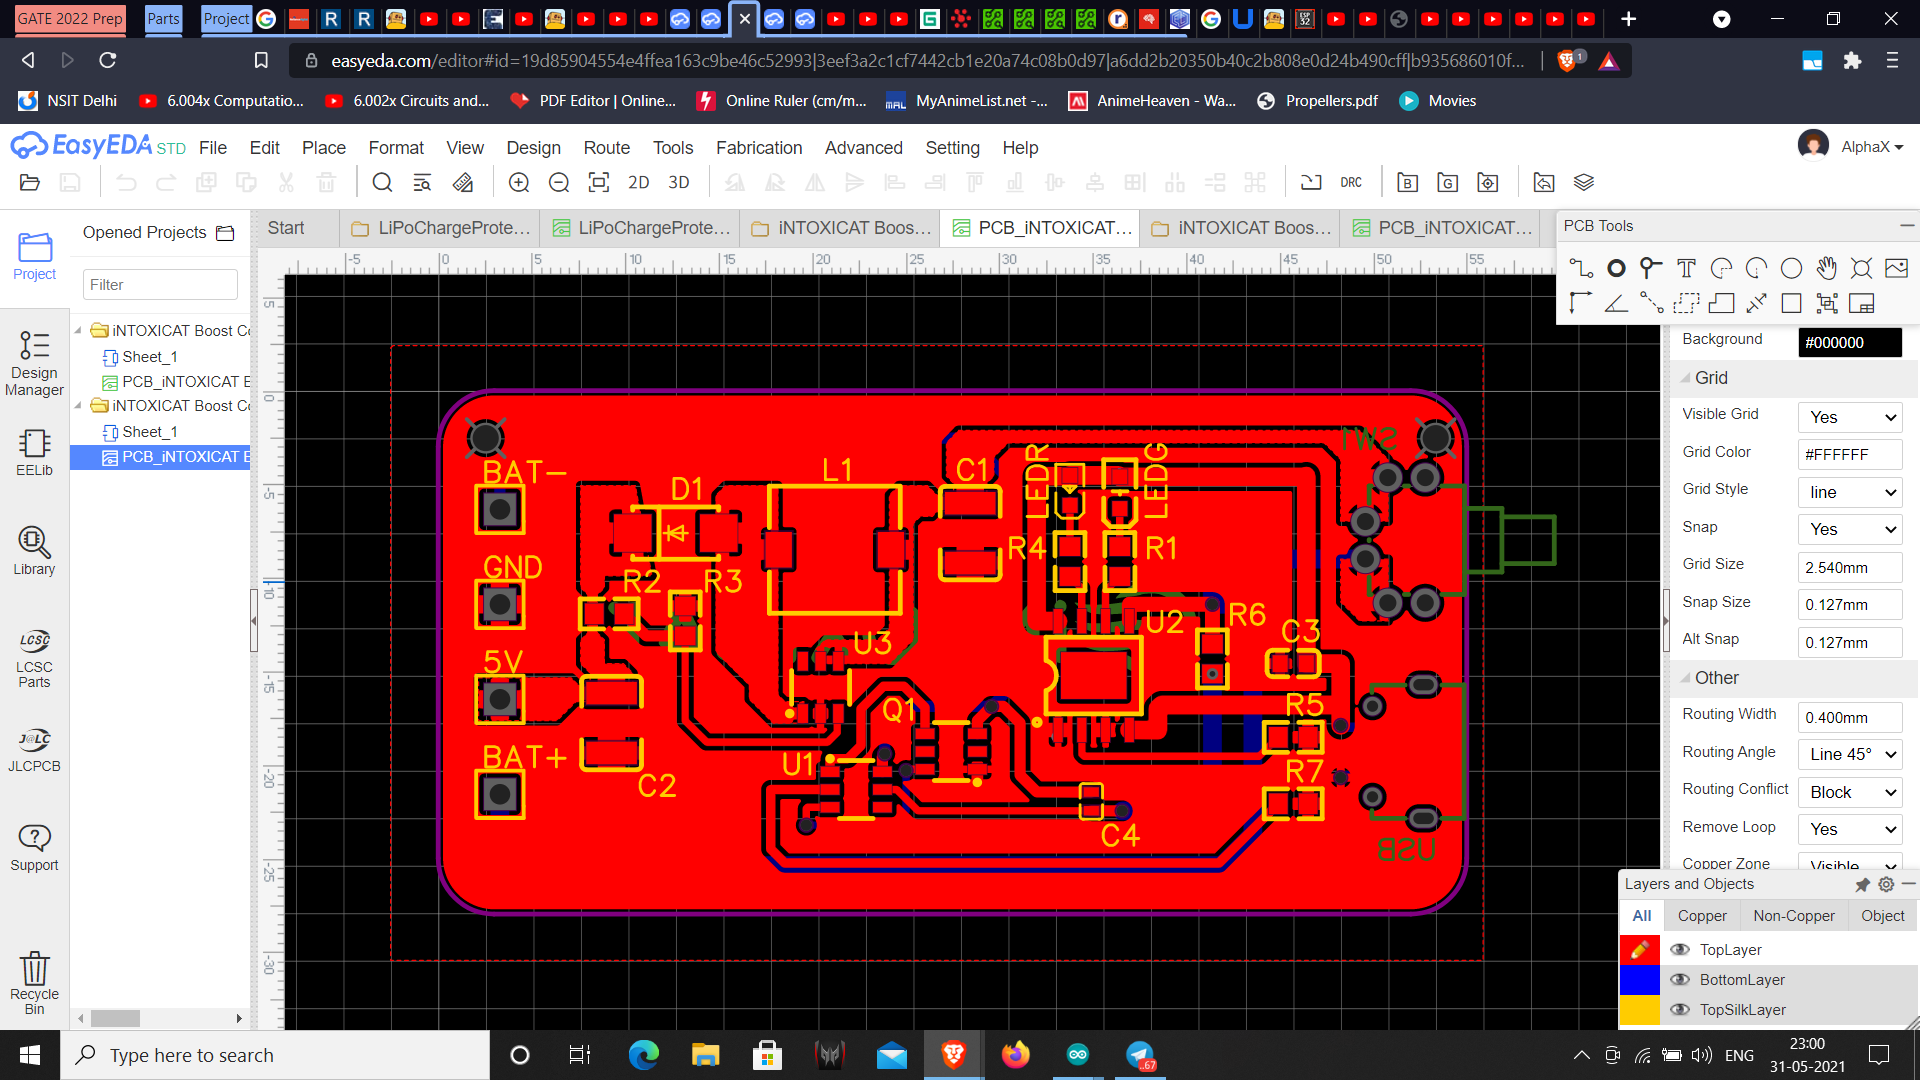 GATE 2022 Prep
Parts
Project
easyeda.com/editor#id=19d85904554e4ffea163c9be46c52993|3eef3a2c1cf7442cb1e20a74c08b0d97|a6dd2b20350b40c2b808e0d24b490cff|b935686010f...
1
NSIT Delhi
6.004x Computatio...
6.002x Circuits and...
PDF Editor | Online...
Online Ruler (cm/m...
MyAnimeList.net -...
AnimeHeaven - Wa...
Propellers.pdf
Movies
EasyEDA STD
File
Edit
Place
Format
View
Design
Route
Tools
Fabrication
Advanced
Setting
Help
AlphaX
2D
3D
DRC
Start
LiPoChargeProte...
LiPoChargeProte...
iNTOXICAT Boos...
PCB_iNTOXICAT...
iNTOXICAT Boos...
PCB_iNTOXICAT...
PCB Tools
Project
Design Manager
EELib
Library
LCSC
LCSC Parts
J@LC
JLCPCB
Support
Recycle Bin
Opened Projects
Filter
iNTOXICAT Boost Co
Sheet_1
PCB_iNTOXICAT E
iNTOXICAT Boost Co
Sheet_1
PCB_iNTOXICAT E
-5 0 5 10 15 20 25 30 35 40 45 50 55
5
0
-5
-10
-15
-20
-25
-30
BAT-
GND
5V
BAT+
D1
L1
C1
LEDR
LEDG
SW1
R2
R3
R4
R1
U3
U2
R6
C3
Q1
R5
U1
R7
C2
C4
USB
Background #000000
Grid
Visible Grid Yes
Grid Color #FFFFFF
Grid Style line
Snap Yes
Grid Size 2.540mm
Snap Size 0.127mm
Alt Snap 0.127mm
Other
Routing Width 0.400mm
Routing Angle Line 45°
Routing Conflict Block
Remove Loop Yes
Copper Zone Visible
Layers and Objects
All
Copper
Non-Copper
Object
TopLayer
BottomLayer
TopSilkLayer
Type here to search
ENG
23:00
31-05-2021